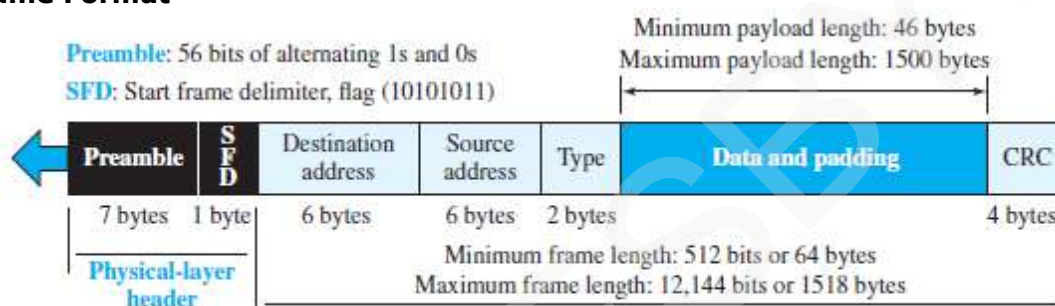 Preamble: 56 bits of alternating 1s and 0s
SFD: Start frame delimiter, flag (10101011)
Minimum payload length: 46 bytes
Maximum payload length: 1500 bytes
Preamble
SFD
Destination address
Source address
Type
Data and padding
CRC
7 bytes 1 byte 6 bytes 6 bytes 2 bytes 4 bytes
Physical-layer header
Minimum frame length: 512 bits or 64 bytes
Maximum frame length: 12,144 bits or 1518 bytes